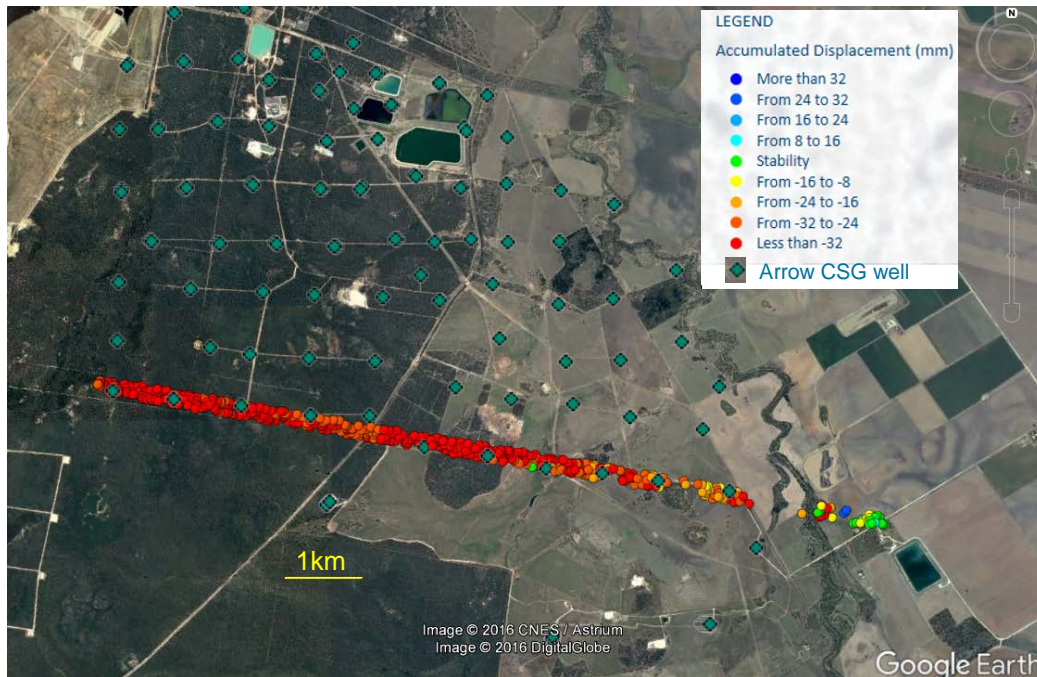 N
LEGEND
Accumulated Displacement (mm)
More than 32
From 24 to 32
From 16 to 24
From 8 to 16
Stability
From -16 to -8
From -24 to -16
From -32 to -24
Less than -32
Arrow CSG well
1km
Image © 2016 CNES / Astrium
Image © 2016 DigitalGlobe
Google Earth